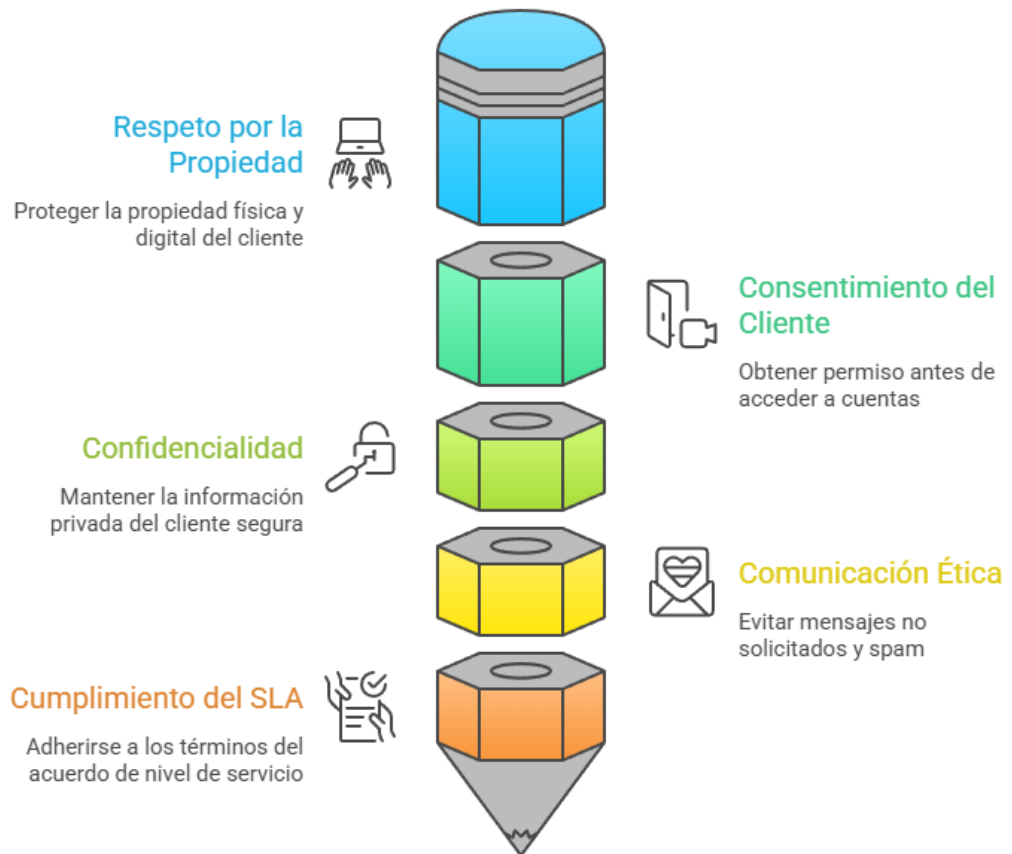 Respeto por la
Propiedad
Proteger la propiedad física y
digital del cliente
Consentimiento del
Cliente
Obtener permiso antes de
acceder a cuentas
Confidencialidad
Mantener la información
privada del cliente segura
Comunicación Ética
Evitar mensajes no
solicitados y spam
Cumplimiento del SLA
Adherirse a los términos del
acuerdo de nivel de servicio